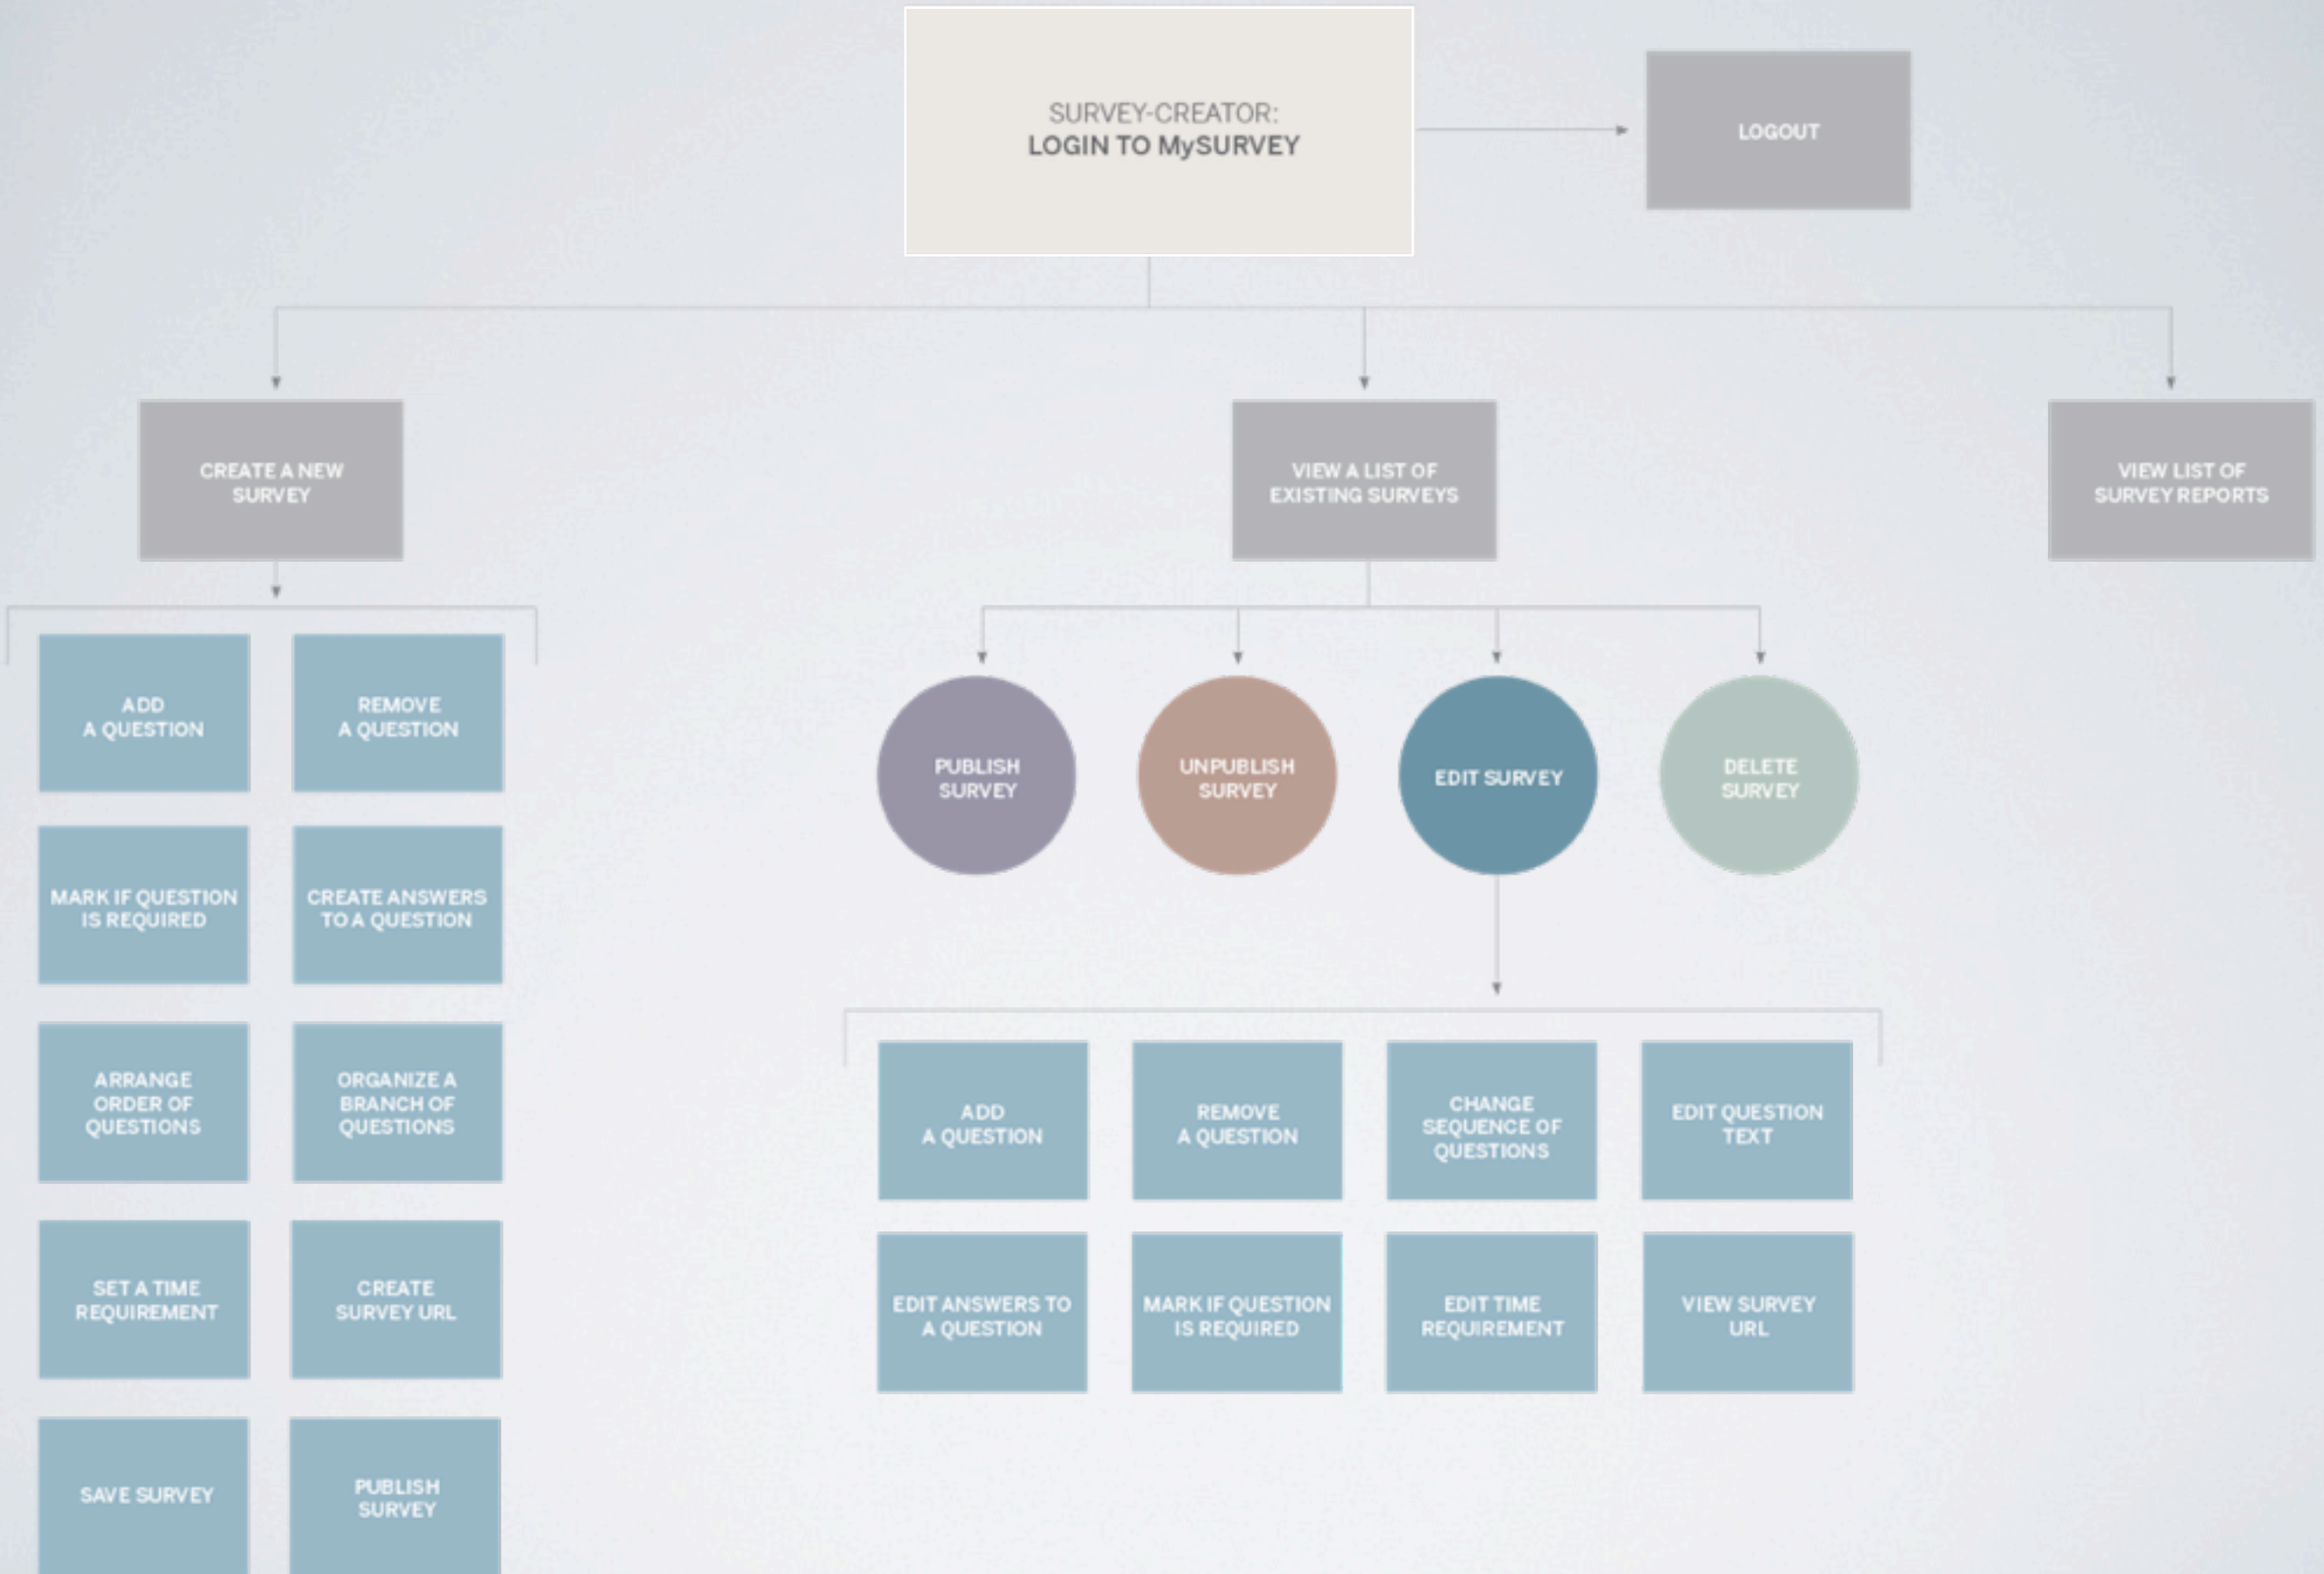 SURVEY-CREATOR:
LOGIN TO MySURVEY
LOGOUT
CREATE A NEW
SURVEY
VIEW A LIST OF
EXISTING SURVEYS
VIEW LIST OF
SURVEY REPORTS
ADD
A QUESTION
REMOVE
A QUESTION
MARK IF QUESTION
IS REQUIRED
CREATE ANSWERS
TO A QUESTION
ARRANGE
ORDER OF
QUESTIONS
ORGANIZE A
BRANCH OF
QUESTIONS
SET A TIME
REQUIREMENT
CREATE
SURVEY URL
SAVE SURVEY
PUBLISH
SURVEY
PUBLISH
SURVEY
UNPUBLISH
SURVEY
EDIT SURVEY
DELETE
SURVEY
ADD
A QUESTION
REMOVE
A QUESTION
CHANGE
SEQUENCE OF
QUESTIONS
EDIT QUESTION
TEXT
EDIT ANSWERS TO
A QUESTION
MARK IF QUESTION
IS REQUIRED
EDIT TIME
REQUIREMENT
VIEW SURVEY
URL